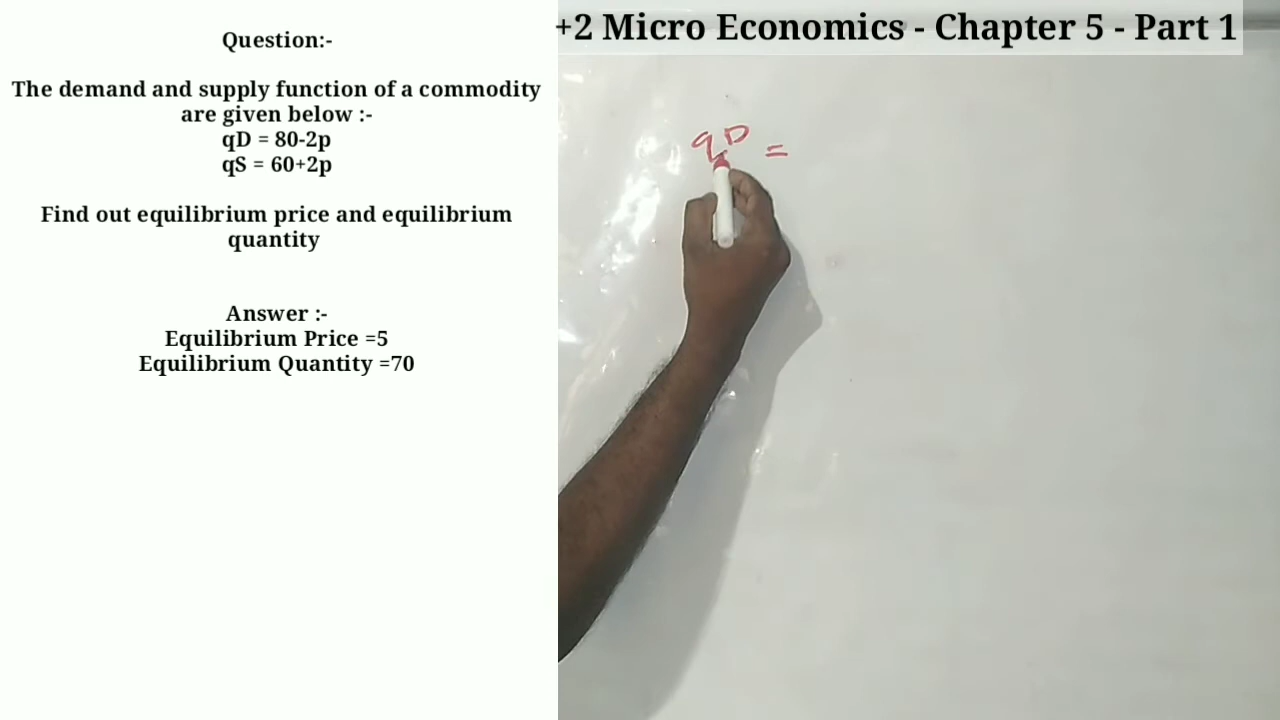 +2 Micro Economics - Chapter 5 - Part 1
Question:-
The demand and supply function of a commodity
are given below :-
qD = 80-2p
qS = 60+2p
Find out equilibrium price and equilibrium
quantity
Answer :-
Equilibrium Price =5
Equilibrium Quantity =70
qD =